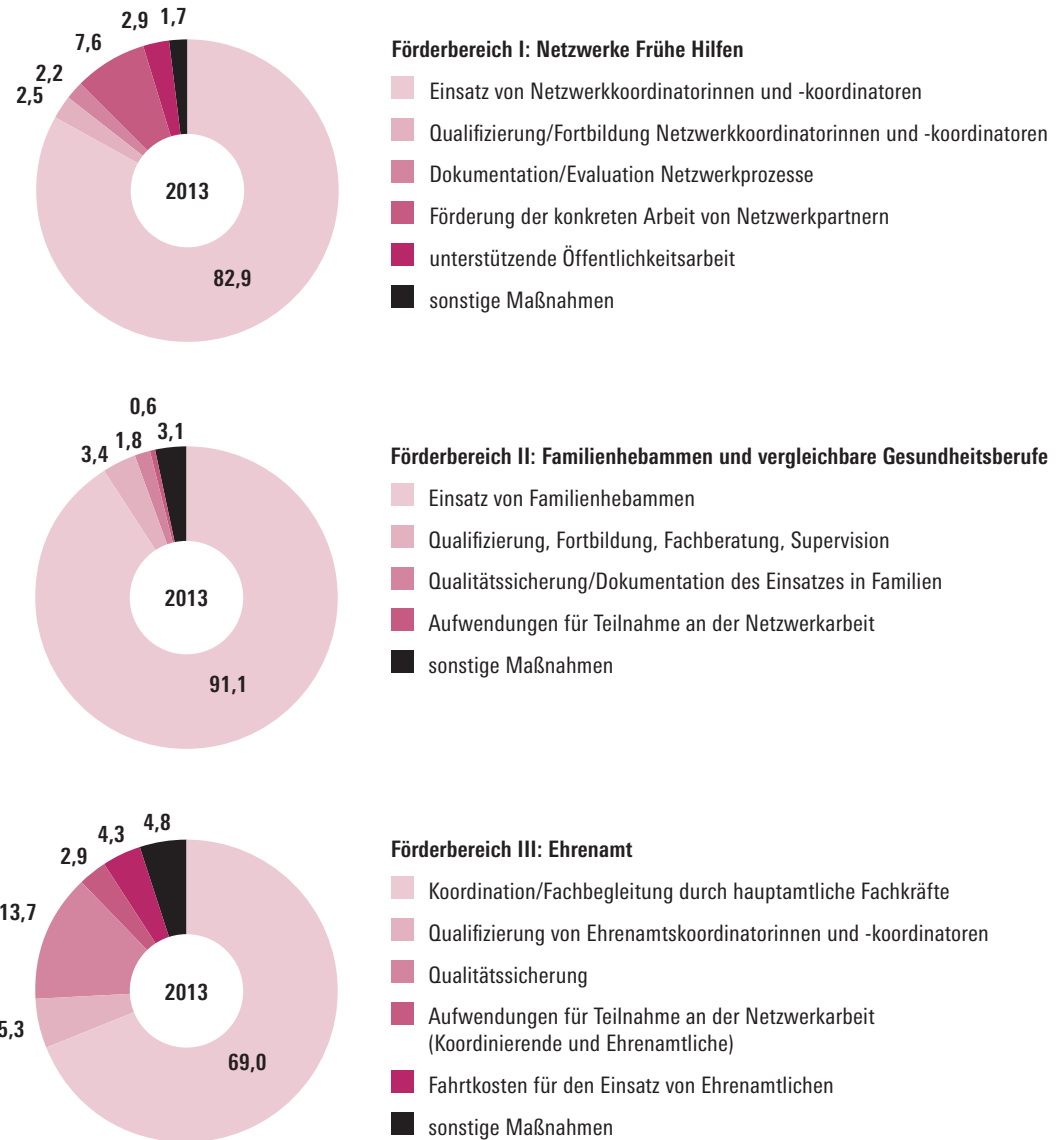 2,9 1,7
7,6
2,2
2,5
2013
82,9
Förderbereich I: Netzwerke Frühe Hilfen
Einsatz von Netzwerkkoordinatorinnen und -koordinatoren
Qualifizierung/Fortbildung Netzwerkkoordinatorinnen und -koordinatoren
Dokumentation/Evaluation Netzwerkprozesse
Förderung der konkreten Arbeit von Netzwerkpartnern
unterstützende Öffentlichkeitsarbeit
sonstige Maßnahmen
0,6
3,4 1,8 3,1
2013
91,1
Förderbereich II: Familienhebammen und vergleichbare Gesundheitsberufe
Einsatz von Familienhebammen
Qualifizierung, Fortbildung, Fachberatung, Supervision
Qualitätssicherung/Dokumentation des Einsatzes in Familien
Aufwendungen für Teilnahme an der Netzwerkarbeit
sonstige Maßnahmen
4,3 4,8
2,9
13,7
5,3
2013
69,0
Förderbereich III: Ehrenamt
Koordination/Fachbegleitung durch hauptamtliche Fachkräfte
Qualifizierung von Ehrenamtskoordinatorinnen und -koordinatoren
Qualitätssicherung
Aufwendungen für Teilnahme an der Netzwerkarbeit
(Koordinierende und Ehrenamtliche)
Fahrtkosten für den Einsatz von Ehrenamtlichen
sonstige Maßnahmen